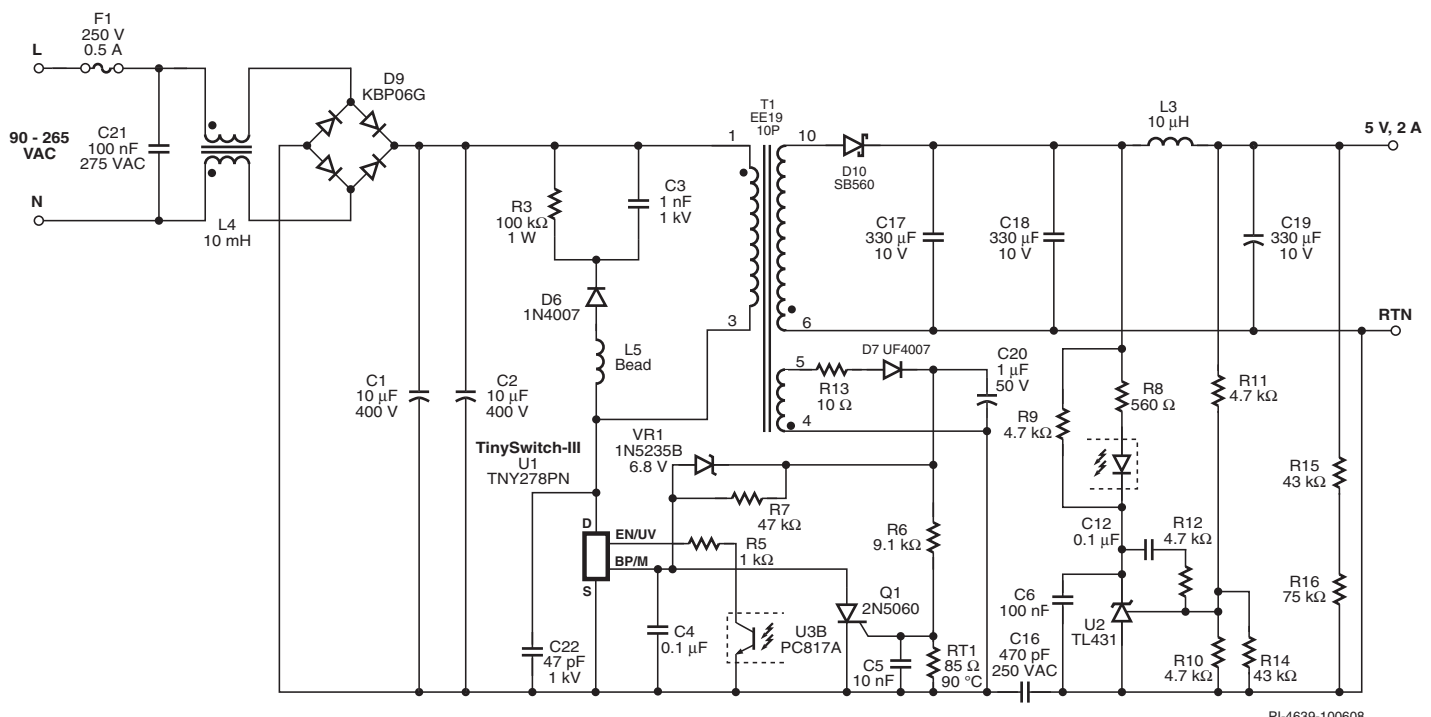 F1
250 V
0.5 A
L
90 - 265
VAC
C21
100 nF
275 VAC
N
L4
10 mH
D9
KBP06G
C1
10 µF
400 V
C2
10 µF
400 V
R3
100 kΩ
1 W
C3
1 nF
1 kV
D6
1N4007
L5
Bead
T1
EE19
10P
1
3
10
6
5
4
D10
SB560
C17
330 µF
10 V
C18
330 µF
10 V
L3
10 µH
C19
330 µF
10 V
5 V, 2 A
RTN
D7 UF4007
R13
10 Ω
C20
1 µF
50 V
TinySwitch-III
U1
TNY278PN
VR1
1N5235B
6.8 V
R7
47 kΩ
D
S
EN/UV
BP/M
R5
1 kΩ
C22
47 pF
1 kV
C4
0.1 µF
U3B
PC817A
Q1
2N5060
R6
9.1 kΩ
C5
10 nF
RT1
85 Ω
90 °C
C16
470 pF
250 VAC
R9
4.7 kΩ
R8
560 Ω
R11
4.7 kΩ
C12
0.1 µF
R12
4.7 kΩ
C6
100 nF
U2
TL431
R10
4.7 kΩ
R14
43 kΩ
R15
43 kΩ
R16
75 kΩ
PI-4639-100608